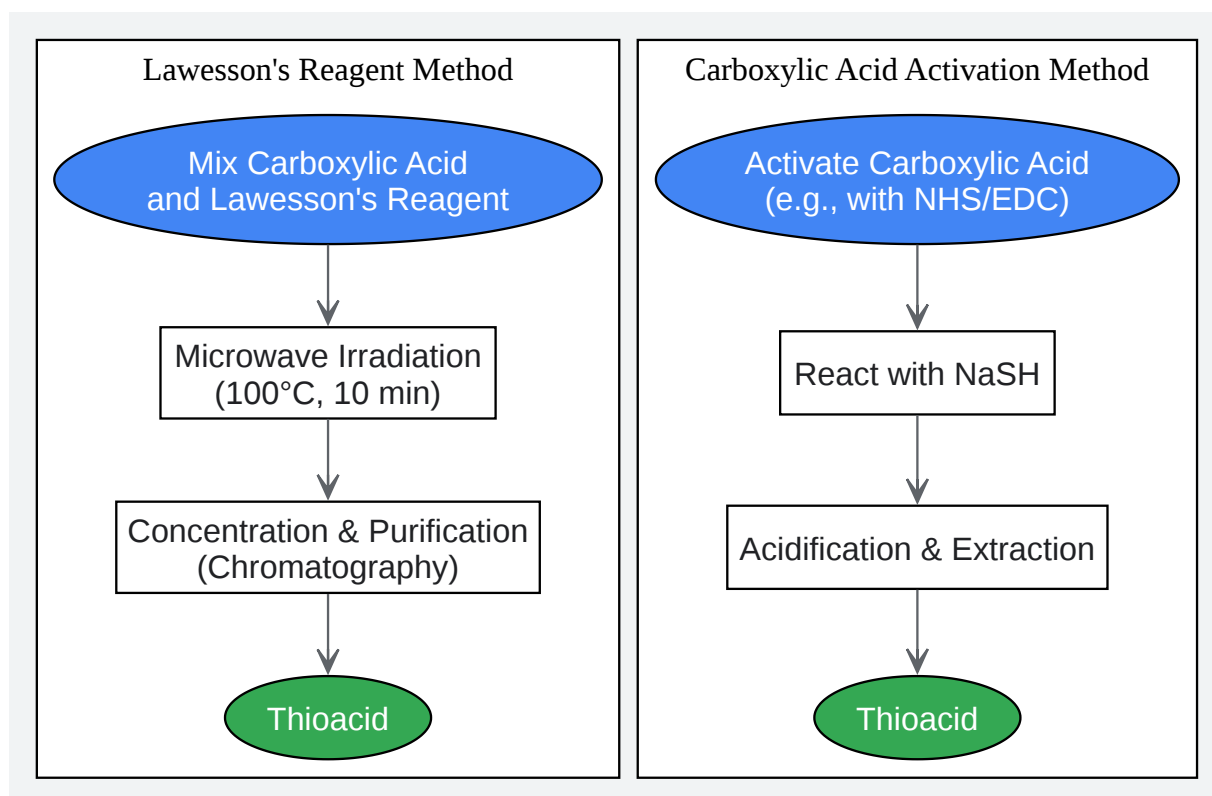 Lawesson's Reagent Method
Mix Carboxylic Acid
and Lawesson's Reagent
Microwave Irradiation
(100°C, 10 min)
Concentration & Purification
(Chromatography)
Thioacid
Carboxylic Acid Activation Method
Activate Carboxylic Acid
(e.g., with NHS/EDC)
React with NaSH
Acidification & Extraction
Thioacid